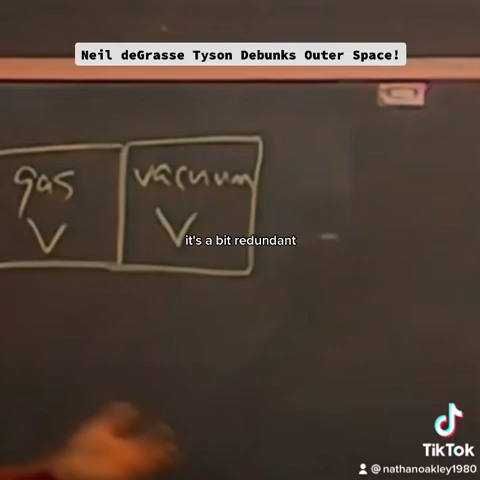 Neil deGrasse Tyson Debunks Outer Space!
gas vacuum
V V
it's a bit redundant
TikTok
@nathanoakley1980